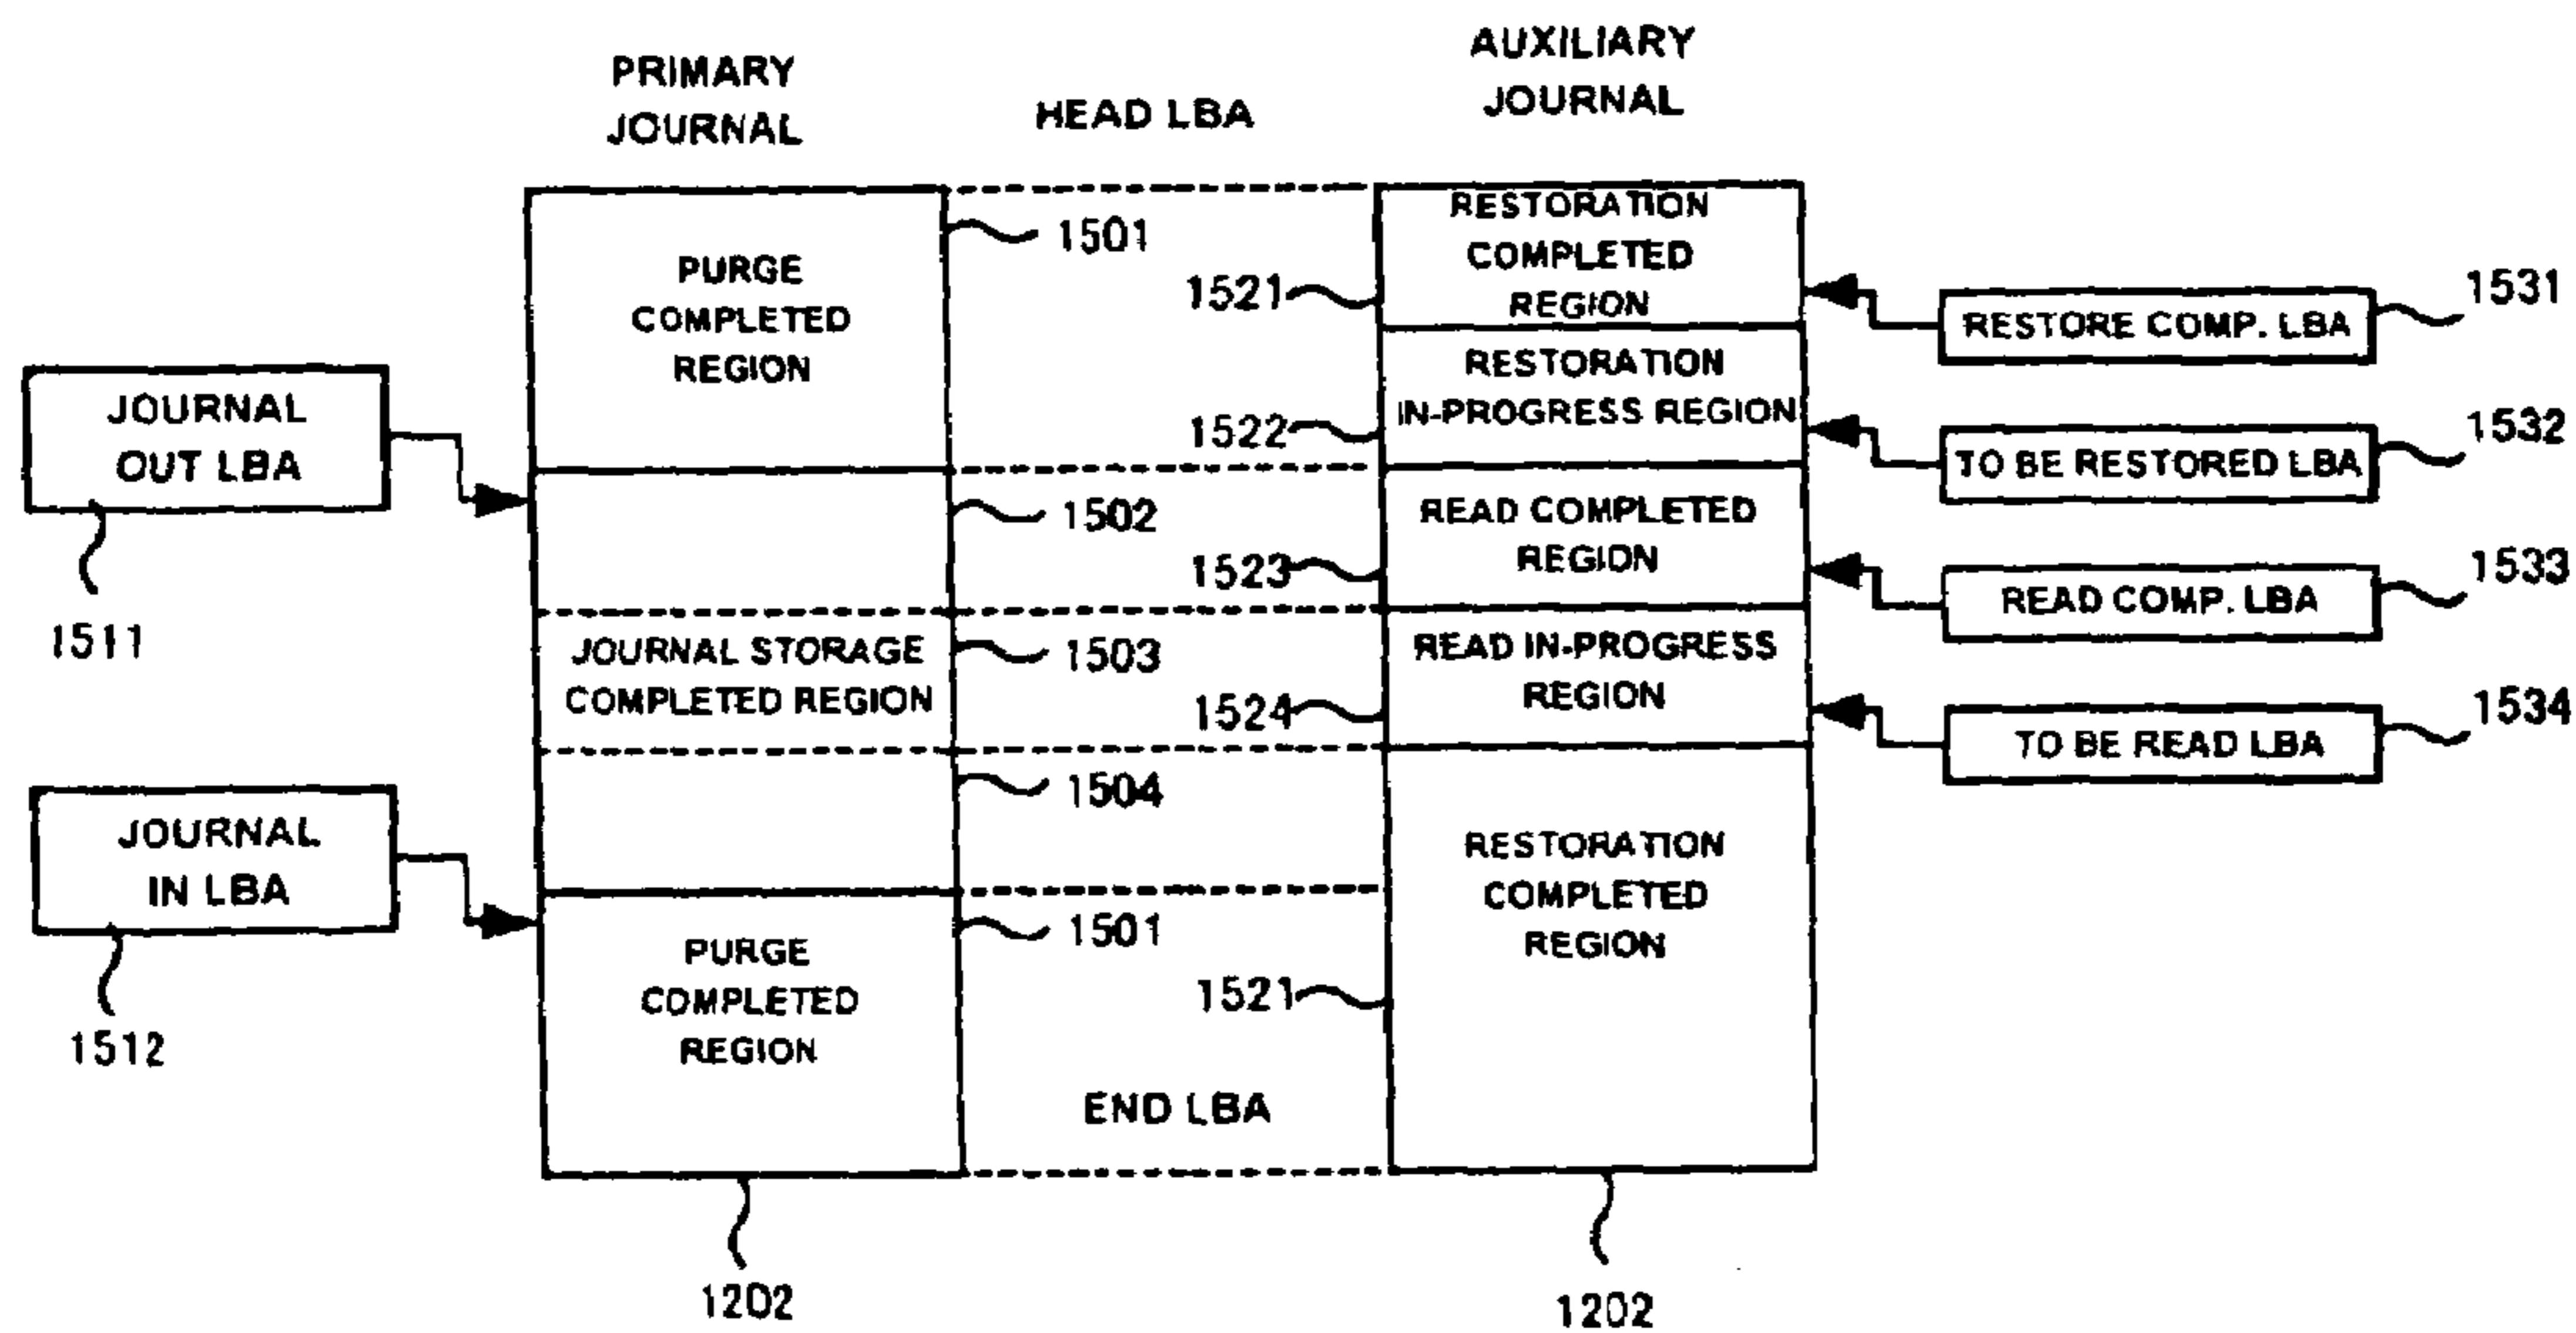 PRIMARY
JOURNAL
HEAD LBA
AUXILIARY
JOURNAL
PURGE
COMPLETED
REGION
1501
1502
JOURNAL STORAGE
COMPLETED REGION
1503
1504
PURGE
COMPLETED
REGION
1501
END LBA
1202
JOURNAL
OUT LBA
1511
JOURNAL
IN LBA
1512
RESTORATION
COMPLETED
REGION
1521
RESTORATION
IN-PROGRESS REGION
1522
READ COMPLETED
REGION
1523
READ IN-PROGRESS
REGION
1524
RESTORATION
COMPLETED
REGION
1521
1202
RESTORE COMP. LBA
1531
TO BE RESTORED LBA
1532
READ COMP. LBA
1533
TO BE READ LBA
1534